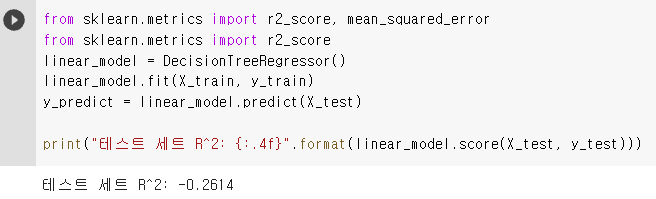 from sklearn.metrics import r2_score, mean_squared_error
from sklearn.metrics import r2_score
linear_model = DecisionTreeRegressor()
linear_model.fit(X_train, y_train)
y_predict = linear_model.predict(X_test)
print("테스트 세트 R^2: {:.4f}".format(linear_model.score(X_test, y_test)))
테스트 세트 R^2: -0.2614